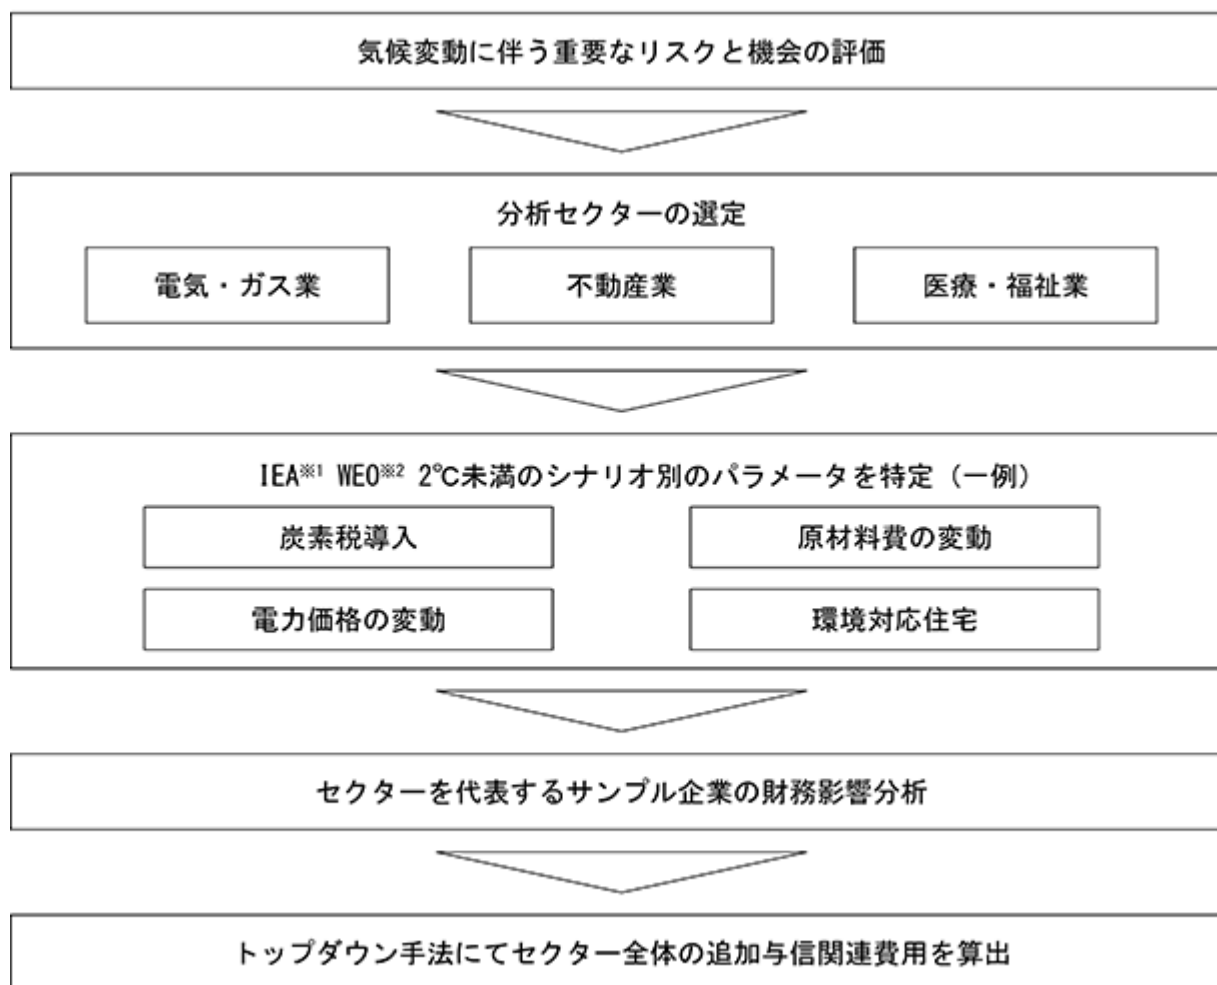 気候変動に伴う重要なリスクと機会の評価
分析セクターの選定
電気・ガス業
不動産業
医療・福祉業
IEA※1 WEO※2 2℃未満のシナリオ別のパラメータを特定（一例）
炭素税導入
原材料費の変動
電力価格の変動
環境対応住宅
セクターを代表するサンプル企業の財務影響分析
トップダウン手法にてセクター全体の追加与信関連費用を算出